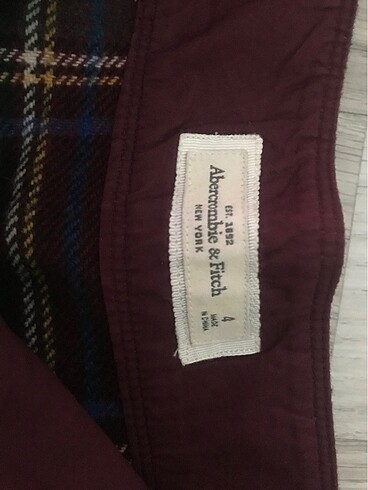 EST. 1892
Abercrombie & Fitch
NEW YORK
4
MADE
IN CHINA